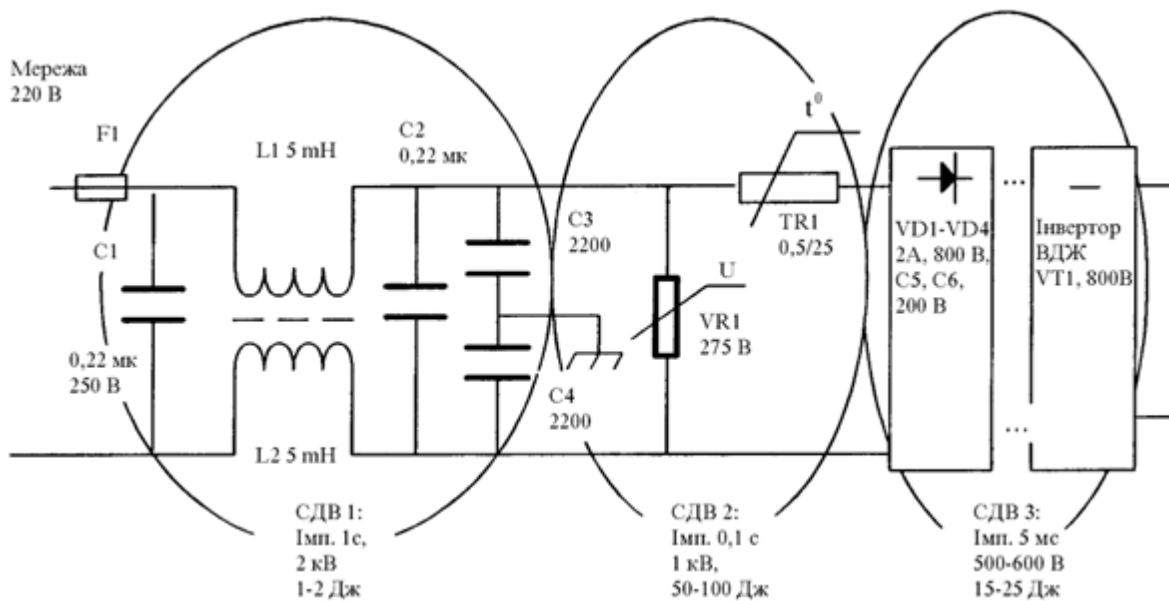 Мережа
220 В
F1
L1 5 mH
C2
0,22 мк
C1
0,22 мк
250 В
L2 5 mH
C3
2200
C4
2200
U
VR1
275 В
t⁰
TR1
0,5/25
VD1-VD4
2А, 800 В,
С5, С6,
200 В
...
...
Інвертор
ВДЖ
VT1, 800В
СДВ 1:
Імп. 1с,
2 кВ
1-2 Дж
СДВ 2:
Імп. 0,1 с
1 кВ,
50-100 Дж
СДВ 3:
Імп. 5 мс
500-600 В
15-25 Дж